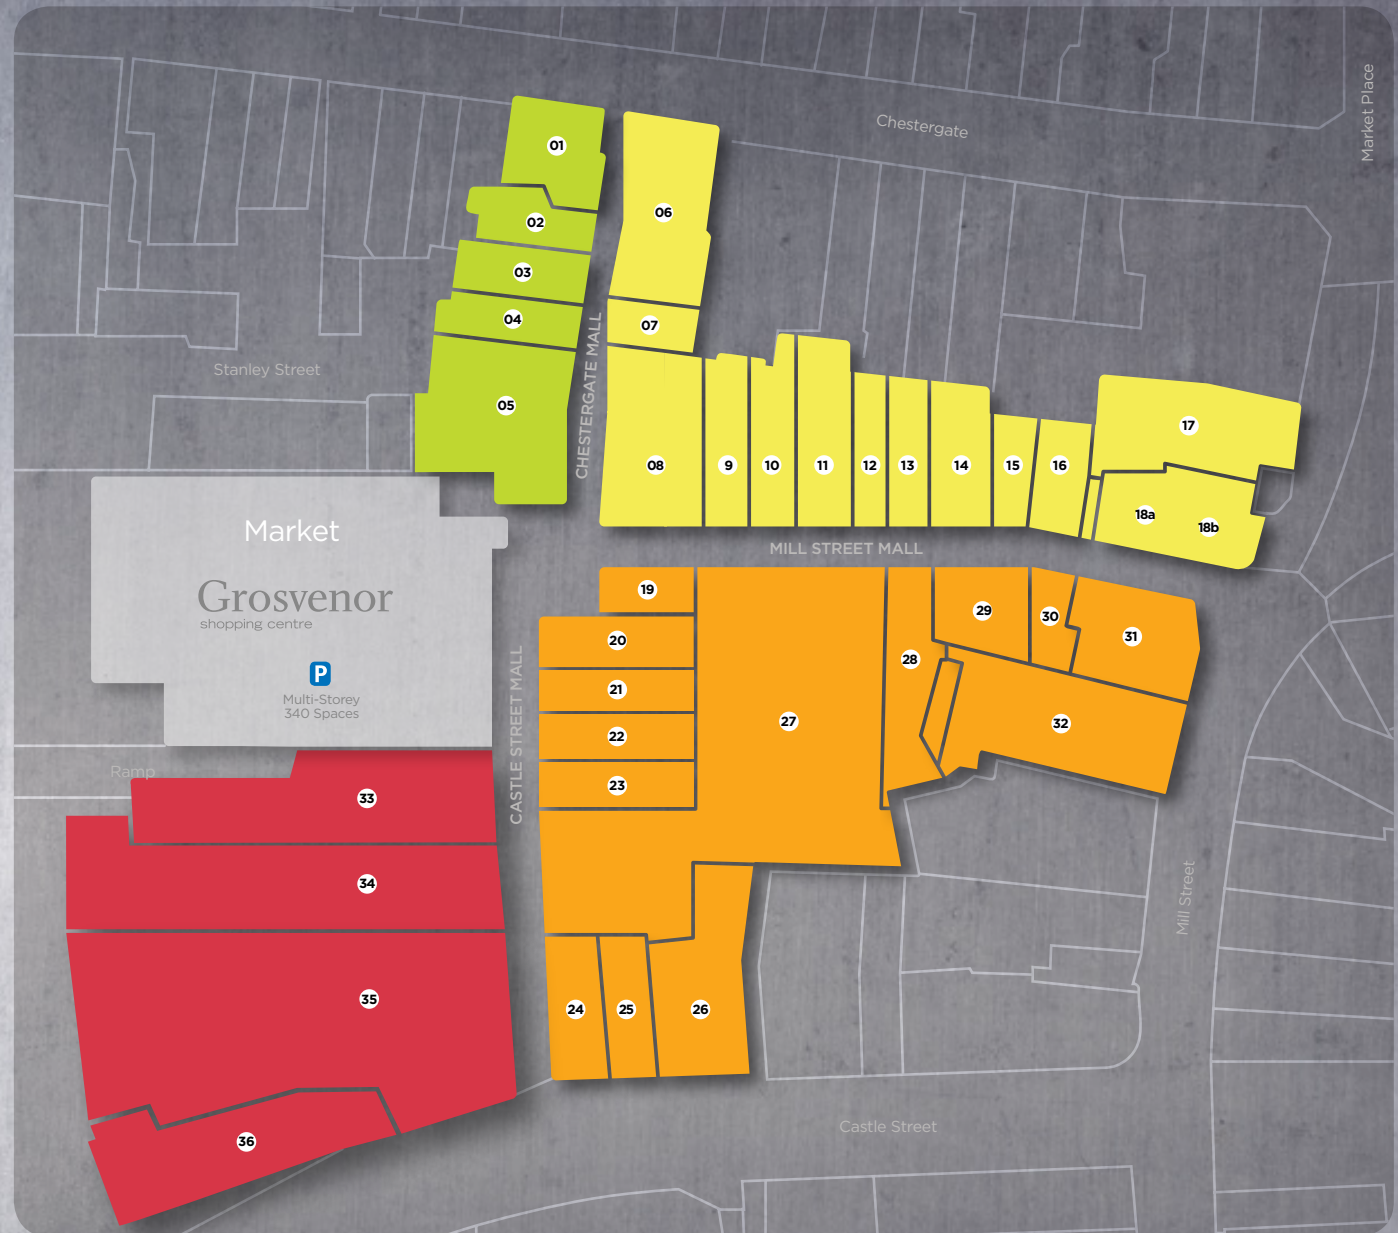 Market Place
Chestergate
01
06
02
03
04
07
Stanley Street
CHESTERGATE MALL
05
17
08
9
10
11
12
13
14
15
16
18a
18b
Market
MILL STREET MALL
Grosvenor
shopping centre
P
Multi-Storey
340 Spaces
19
20
21
22
23
CASTLE STREET MALL
27
28
29
30
31
32
Ramp
33
34
35
36
24
25
26
Mill Street
Castle Street